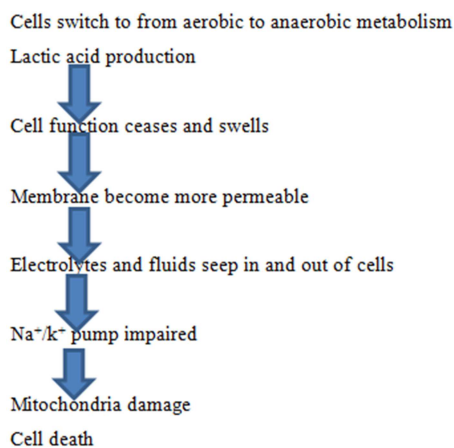 Cells switch to from aerobic to anaerobic metabolism
Lactic acid production
Cell function ceases and swells
Membrane become more permeable
Electrolytes and fluids seep in and out of cells
Na⁺/k⁺ pump impaired
Mitochondria damage
Cell death